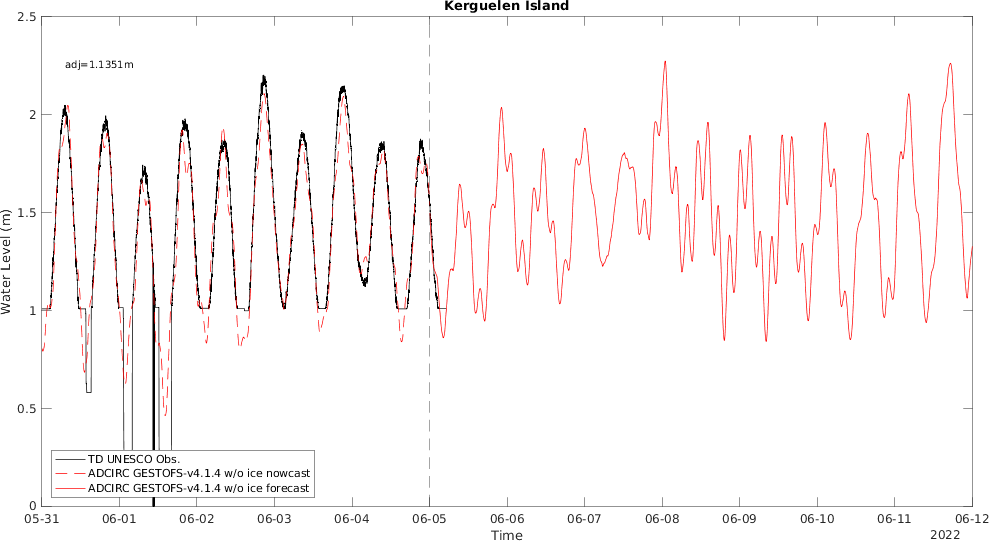 Kerguelen Island
2.5
adj=1.1351m
2
1.5
Water Level (m)
1
0.5
TD UNESCO Obs.
ADCIRC GESTOFS-v4.1.4 w/o ice nowcast
ADCIRC GESTOFS-v4.1.4 w/o ice forecast
0
05-31 06-01 06-02 06-03 06-04 06-05 06-06 06-07 06-08 06-09 06-10 06-11 06-12
Time
2022